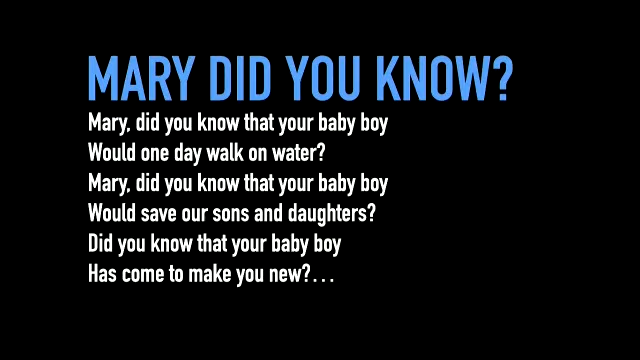 MARY DID YOU KNOW?
Mary, did you know that your baby boy
Would one day walk on water?
Mary, did you know that your baby boy
Would save our sons and daughters?
Did you know that your baby boy
Has come to make you new?...